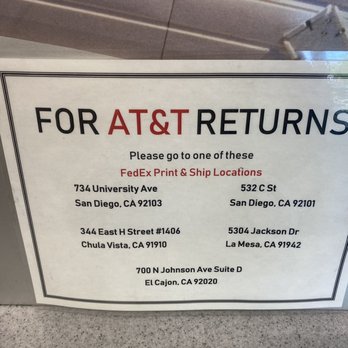 FOR AT&T RETURNS
Please go to one of these
FedEx Print & Ship Locations
734 University Ave
San Diego, CA 92103
532 C St
San Diego, CA 92101
344 East H Street #1406
Chula Vista, CA 91910
5304 Jackson Dr
La Mesa, CA 91942
700 N Johnson Ave Suite D
El Cajon, CA 92020